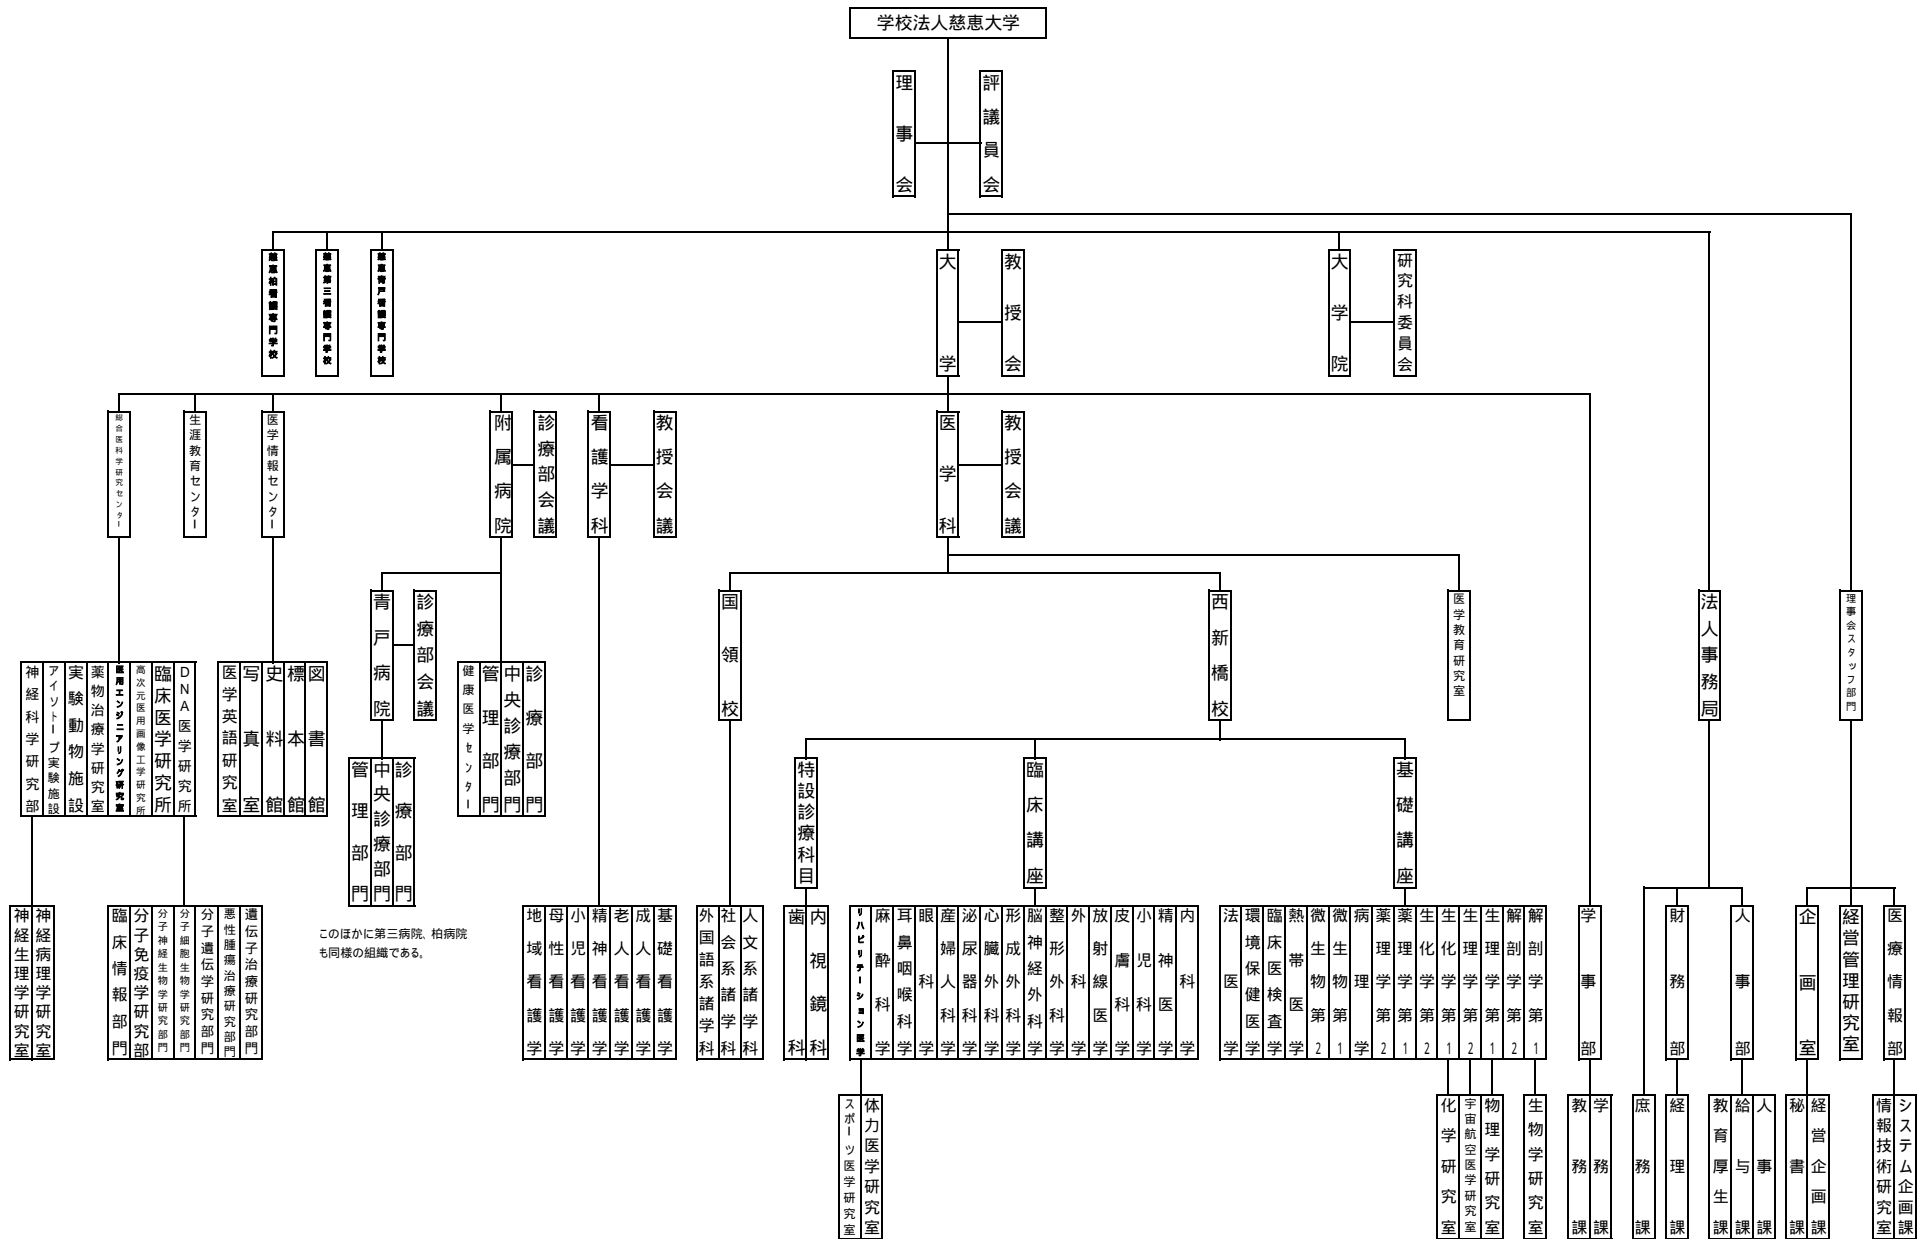 学校法人慈恵大学
理事会
評議員会
慈恵柏看護専門学校
慈恵第三看護専門学校
慈恵青戸看護専門学校
大学
教授会
大学院
研究科委員会
総合医科学研究センター
生涯教育センター
医学情報センター
附属病院
診療部会議
看護学科
教授会議
医学科
教授会議
青戸病院
診療部会議
国領校
西新橋校
医学教育研究室
法人事務局
理事会スタッフ部門
神経科学研究部
アイソトープ実験施設
実験動物施設
薬物治療学研究室
医用エンジニアリング研究室
高次元医用画像工学研究所
臨床医学研究所
DNA医学研究所
医学英語研究室
写真室
史料館
標本館
図書館
健康医学センター
管理部門
中央診療部門
診療部門
管理部門
中央診療部門
診療部門
特設診療科目
臨床講座
基礎講座
神経生理学研究室
神経病理学研究室
臨床情報部門
分子免疫学研究部
分子神経生物学研究部門
分子細胞生物学研究部門
分子遺伝学研究部門
悪性腫瘍治療研究部門
遺伝子治療研究部門
このほかに第三病院、柏病院
も同様の組織である。
地域看護学
母性看護学
小児看護学
精神看護学
老人看護学
成人看護学
基礎看護学
外国語系諸学科
社会系諸学科
人文系諸学科
歯科
内視鏡科
リハビリテーション医学
麻酔科学
耳鼻咽喉科学
眼科学
産婦人科学
泌尿器科学
心臓外科学
形成外科学
脳神経外科学
整形外科学
外科学
放射線医学
皮膚科学
小児科学
精神医学
内科学
法医学
環境保健医学
臨床医検査学
熱帯医学
微生物第2
微生物第1
病理学
薬理学第2
薬理学第1
生化学第2
生化学第1
生理学第2
生理学第1
解剖学第2
解剖学第1
学事部
財務部
人事部
企画室
経営管理研究室
医療情報部
スポーツ医学研究室
体力医学研究室
化学研究室
宇宙航空医学研究室
物理学研究室
生物学研究室
教務課
学務課
庶務課
経理課
教育厚生課
給与課
人事課
秘書課
経営企画課
情報技術研究室
システム企画課